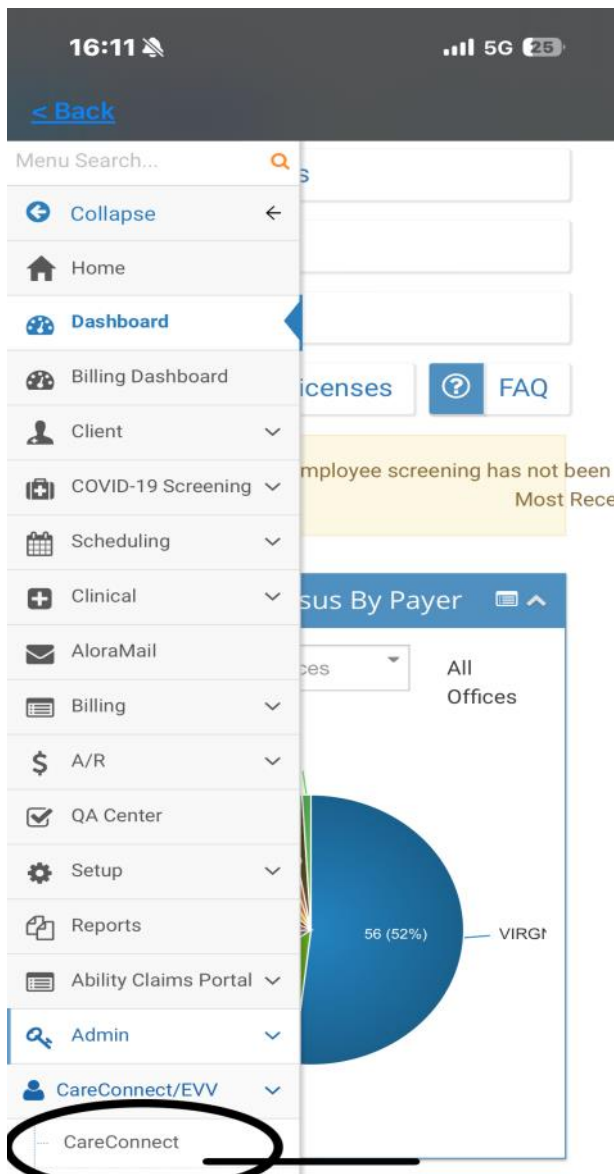 16:11
5G 25
< Back
Menu Search...
s
Collapse
Home
Dashboard
Billing Dashboard
icenses
FAQ
Client
mployee screening has not been
COVID-19 Screening
Most Rece
Scheduling
Clinical
sus By Payer
AloraMail
ces
All
Offices
Billing
A/R
QA Center
Setup
Reports
56 (52%)
VIRGI
Ability Claims Portal
Admin
CareConnect/EVV
CareConnect